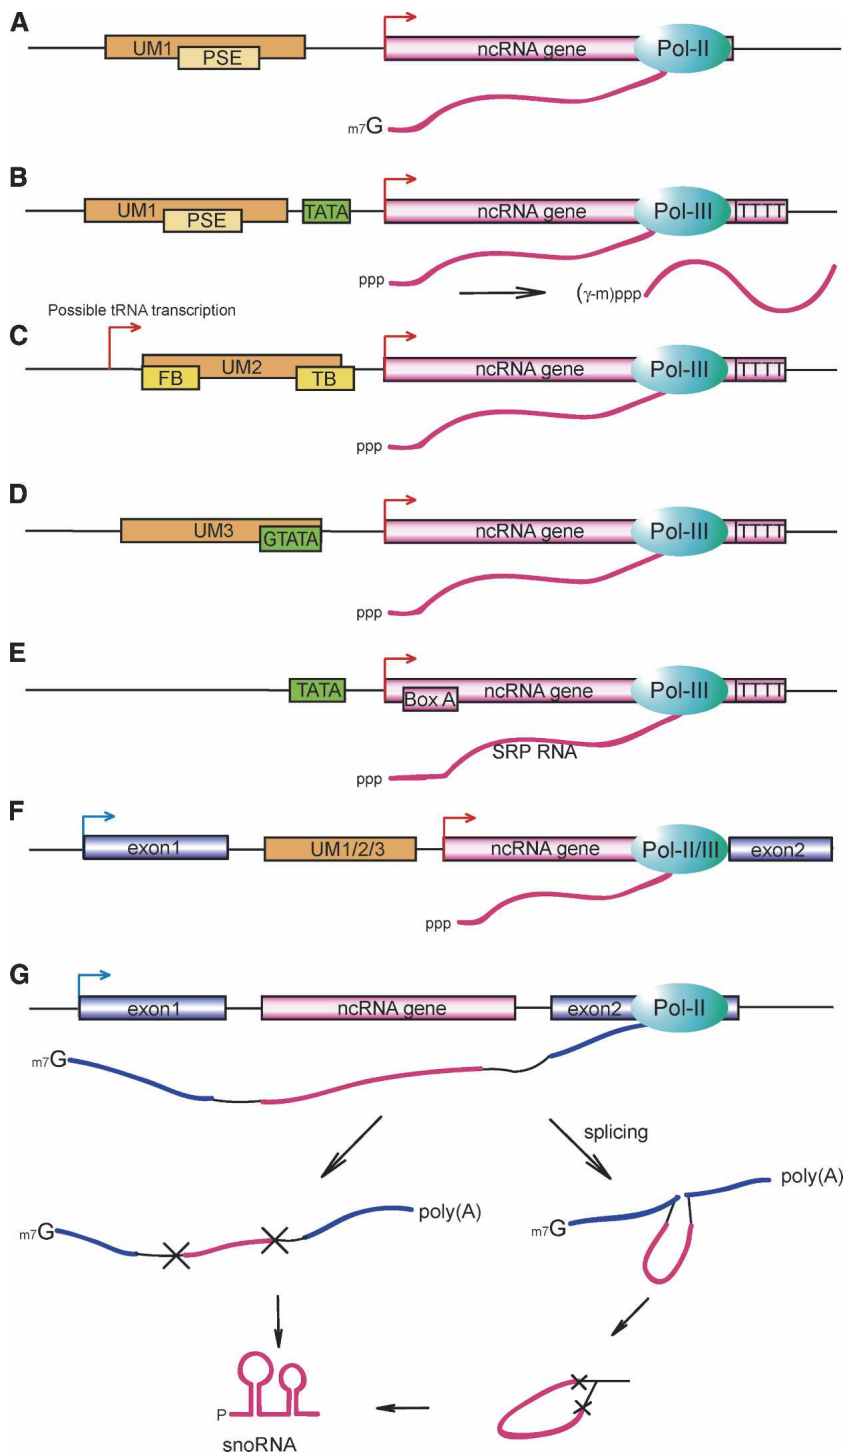 A
UM1
PSE
ncRNA gene
Pol-II
m7G
B
UM1
PSE
TATA
ncRNA gene
Pol-III
TTTT
ppp
(γ-m)ppp
Possible tRNA transcription
C
FB
UM2
TB
ncRNA gene
Pol-III
TTTT
ppp
D
UM3
GTATA
ncRNA gene
Pol-III
TTTT
ppp
E
TATA
Box A
ncRNA gene
Pol-III
TTTT
SRP RNA
ppp
F
exon1
UM1/2/3
ncRNA gene
Pol-II/III
exon2
ppp
G
exon1
ncRNA gene
exon2
Pol-II
m7G
splicing
poly(A)
m7G
poly(A)
m7G
P
snoRNA